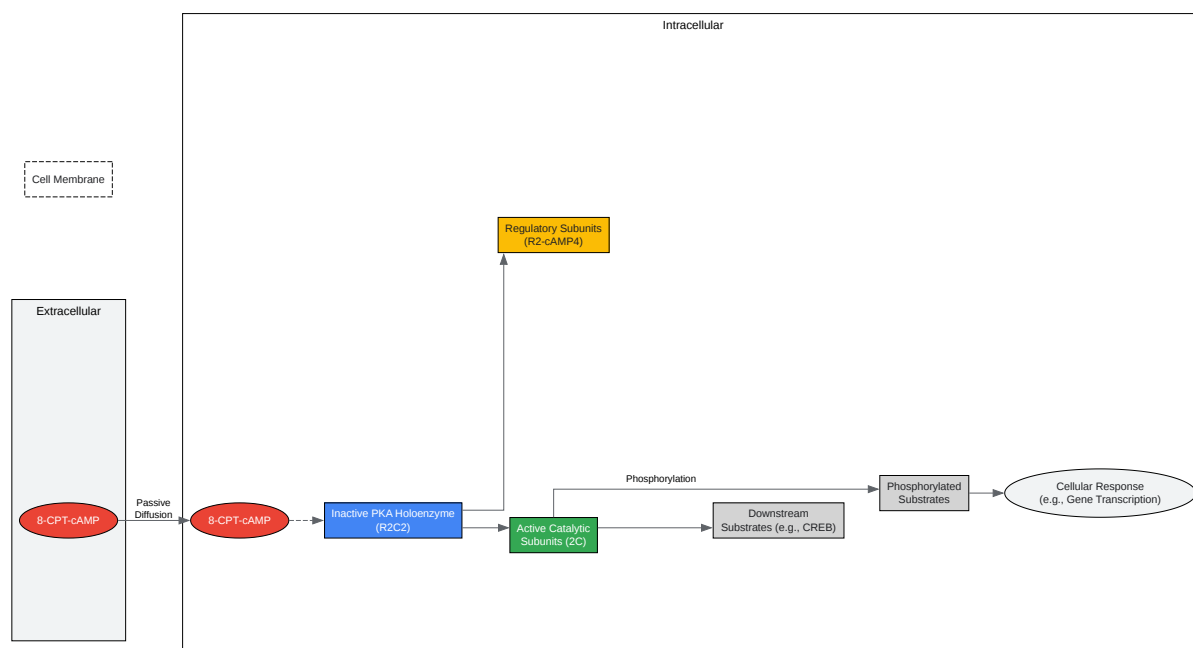 Intracellular
Cell Membrane
Regulatory Subunits
(R2-cAMP4)
Extracellular
Phosphorylation
Phosphorylated
Substrates
Cellular Response
(e.g., Gene Transcription)
Passive
Diffusion
8-CPT-cAMP
8-CPT-cAMP
Inactive PKA Holoenzyme
(R2C2)
Active Catalytic
Subunits (2C)
Downstream
Substrates (e.g., CREB)